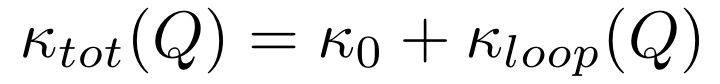 κ_{tot}(Q) = κ_0 + κ_{loop}(Q)